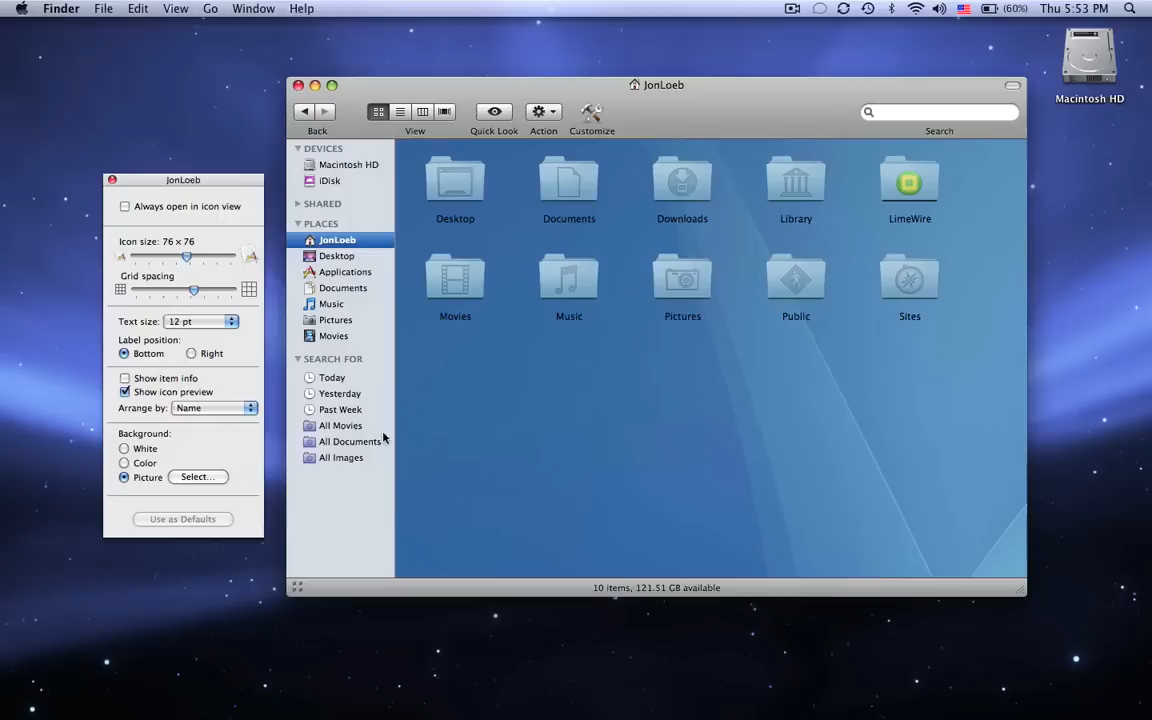 Finder File Edit View Go Window Help (60%) Thu 5:53 PM
Macintosh HD
JonLoeb
Back View Quick Look Action Customize Search
DEVICES
Macintosh HD
iDisk
SHARED
PLACES
JonLoeb
Desktop
Applications
Documents
Music
Pictures
Movies
SEARCH FOR
Today
Yesterday
Past Week
All Movies
All Documents
All Images
Desktop Documents Downloads Library LimeWire
Movies Music Pictures Public Sites
10 items, 121.51 GB available
JonLoeb
Always open in icon view
Icon size: 76 × 76
Grid spacing
Text size: 12 pt
Label position:
Bottom Right
Show item info
Show icon preview
Arrange by: Name
Background:
White
Color
Picture Select...
Use as Defaults